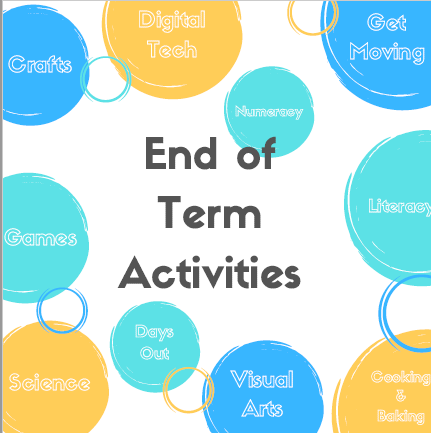 Digital
Tech
Get
Moving
Crafts
Numeracy
End of
Term
Activities
Literacy
Games
Days
Out
Science
Visual
Arts
Cooking
&
Baking